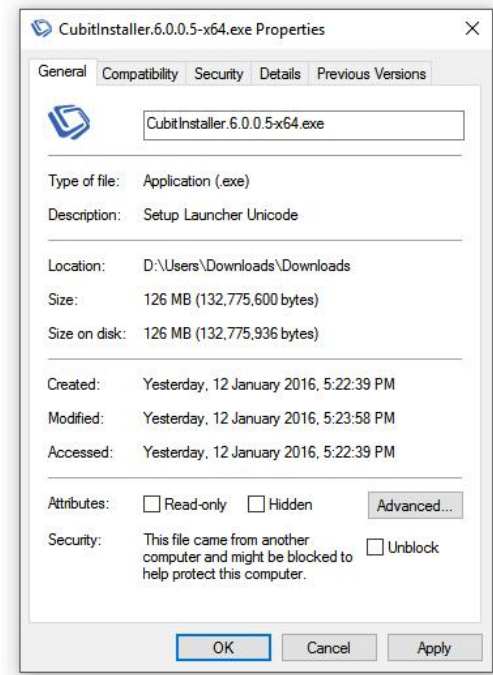 CubitInstaller.6.0.0.5-x64.exe Properties
General Compatibility Security Details Previous Versions
CubitInstaller.6.0.0.5-x64.exe
Type of file: Application (.exe)
Description: Setup Launcher Unicode
Location: D:\Users\Downloads\Downloads
Size: 126 MB (132,775,600 bytes)
Size on disk: 126 MB (132,775,936 bytes)
Created: Yesterday, 12 January 2016, 5:22:39 PM
Modified: Yesterday, 12 January 2016, 5:23:58 PM
Accessed: Yesterday, 12 January 2016, 5:22:39 PM
Attributes: Read-only Hidden Advanced...
Security: This file came from another
computer and might be blocked to Unblock
help protect this computer.
OK Cancel Apply